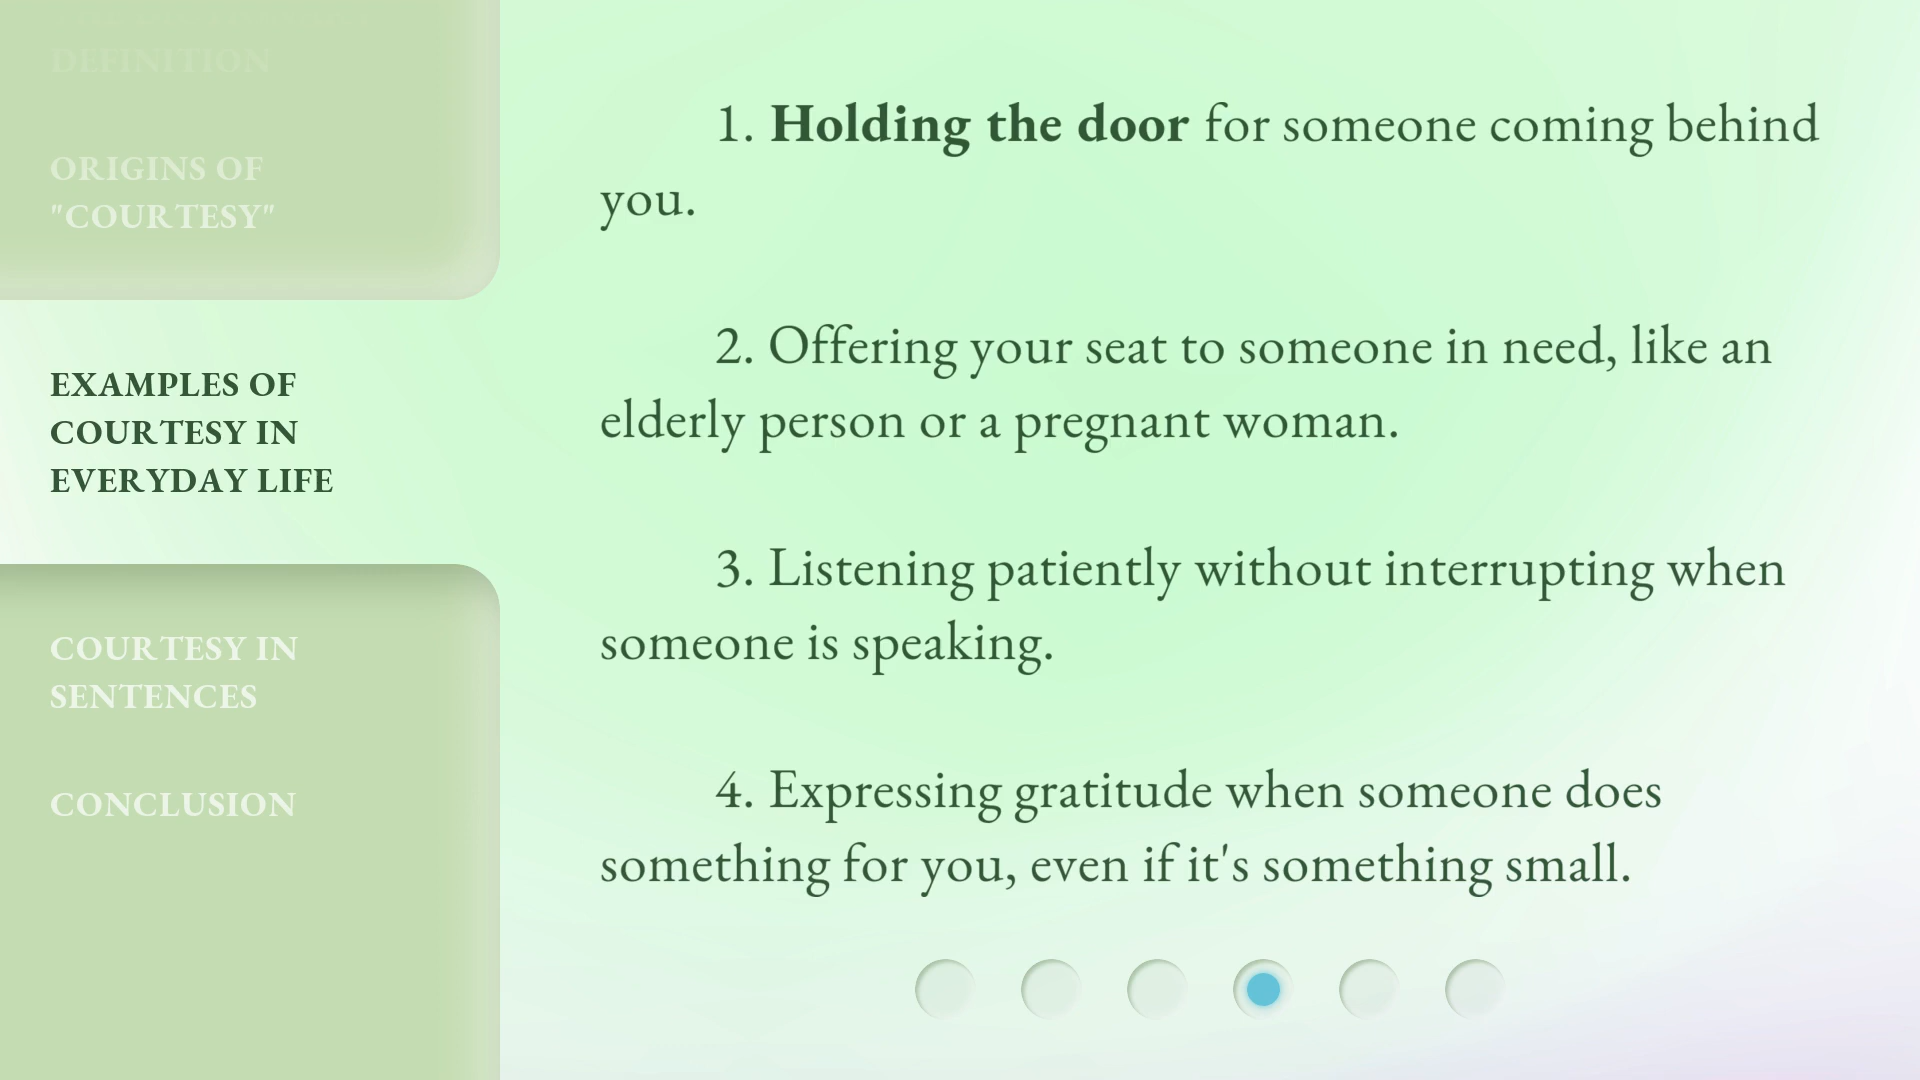 DEFINITION
ORIGINS OF
"COURTESY"
EXAMPLES OF
COURTESY IN
EVERYDAY LIFE
COURTESY IN
SENTENCES
CONCLUSION
1. Holding the door for someone coming behind
you.
2. Offering your seat to someone in need, like an
elderly person or a pregnant woman.
3. Listening patiently without interrupting when
someone is speaking.
4. Expressing gratitude when someone does
something for you, even if it's something small.